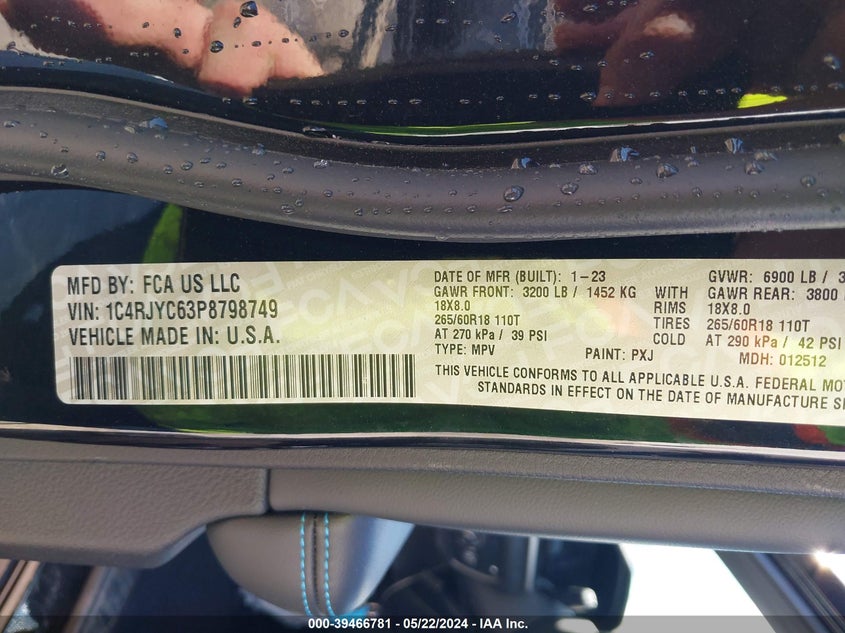 MFD BY: FCA US LLC
VIN: 1C4RJYC63P8798749
VEHICLE MADE IN: U.S.A.
DATE OF MFR (BUILT): 1-23
GVWR: 6900 LB / 3
GAWR FRONT: 3200 LB / 1452 KG WITH GAWR REAR: 3800
18X8.0 RIMS 18X8.0
265/60R18 110T TIRES 265/60R18 110T
AT 270 kPa / 39 PSI COLD AT 290 kPa / 42 PSI
TYPE: MPV PAINT: PXJ MDH: 012512
THIS VEHICLE CONFORMS TO ALL APPLICABLE U.S.A. FEDERAL MOT
STANDARDS IN EFFECT ON THE DATE OF MANUFACTURE S
000-39466781 - 05/22/2024 - IAA Inc.